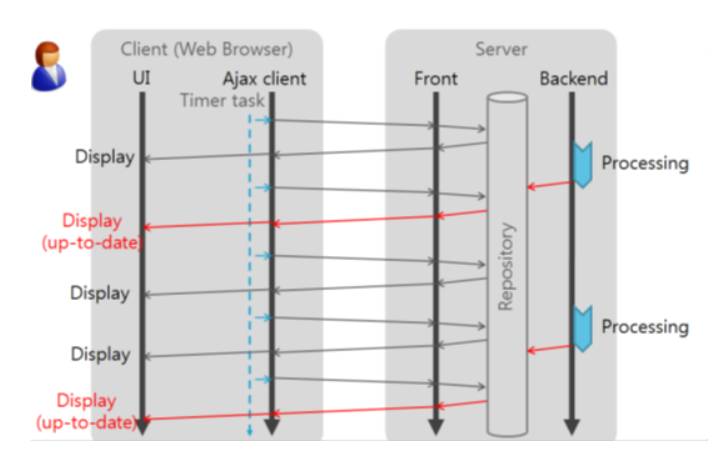 Client (Web Browser)
Server
UI
Ajax client
Front
Backend
Timer task
Display
Processing
Display
(up-to-date)
Repository
Display
Processing
Display
Display
(up-to-date)